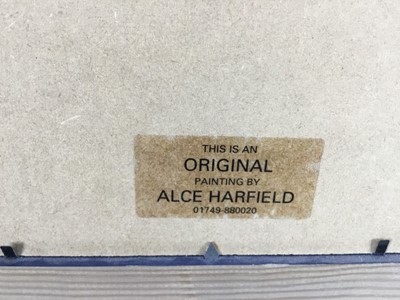 THIS IS AN
ORIGINAL
PAINTING BY
ALCE HARFIELD
01749-880020